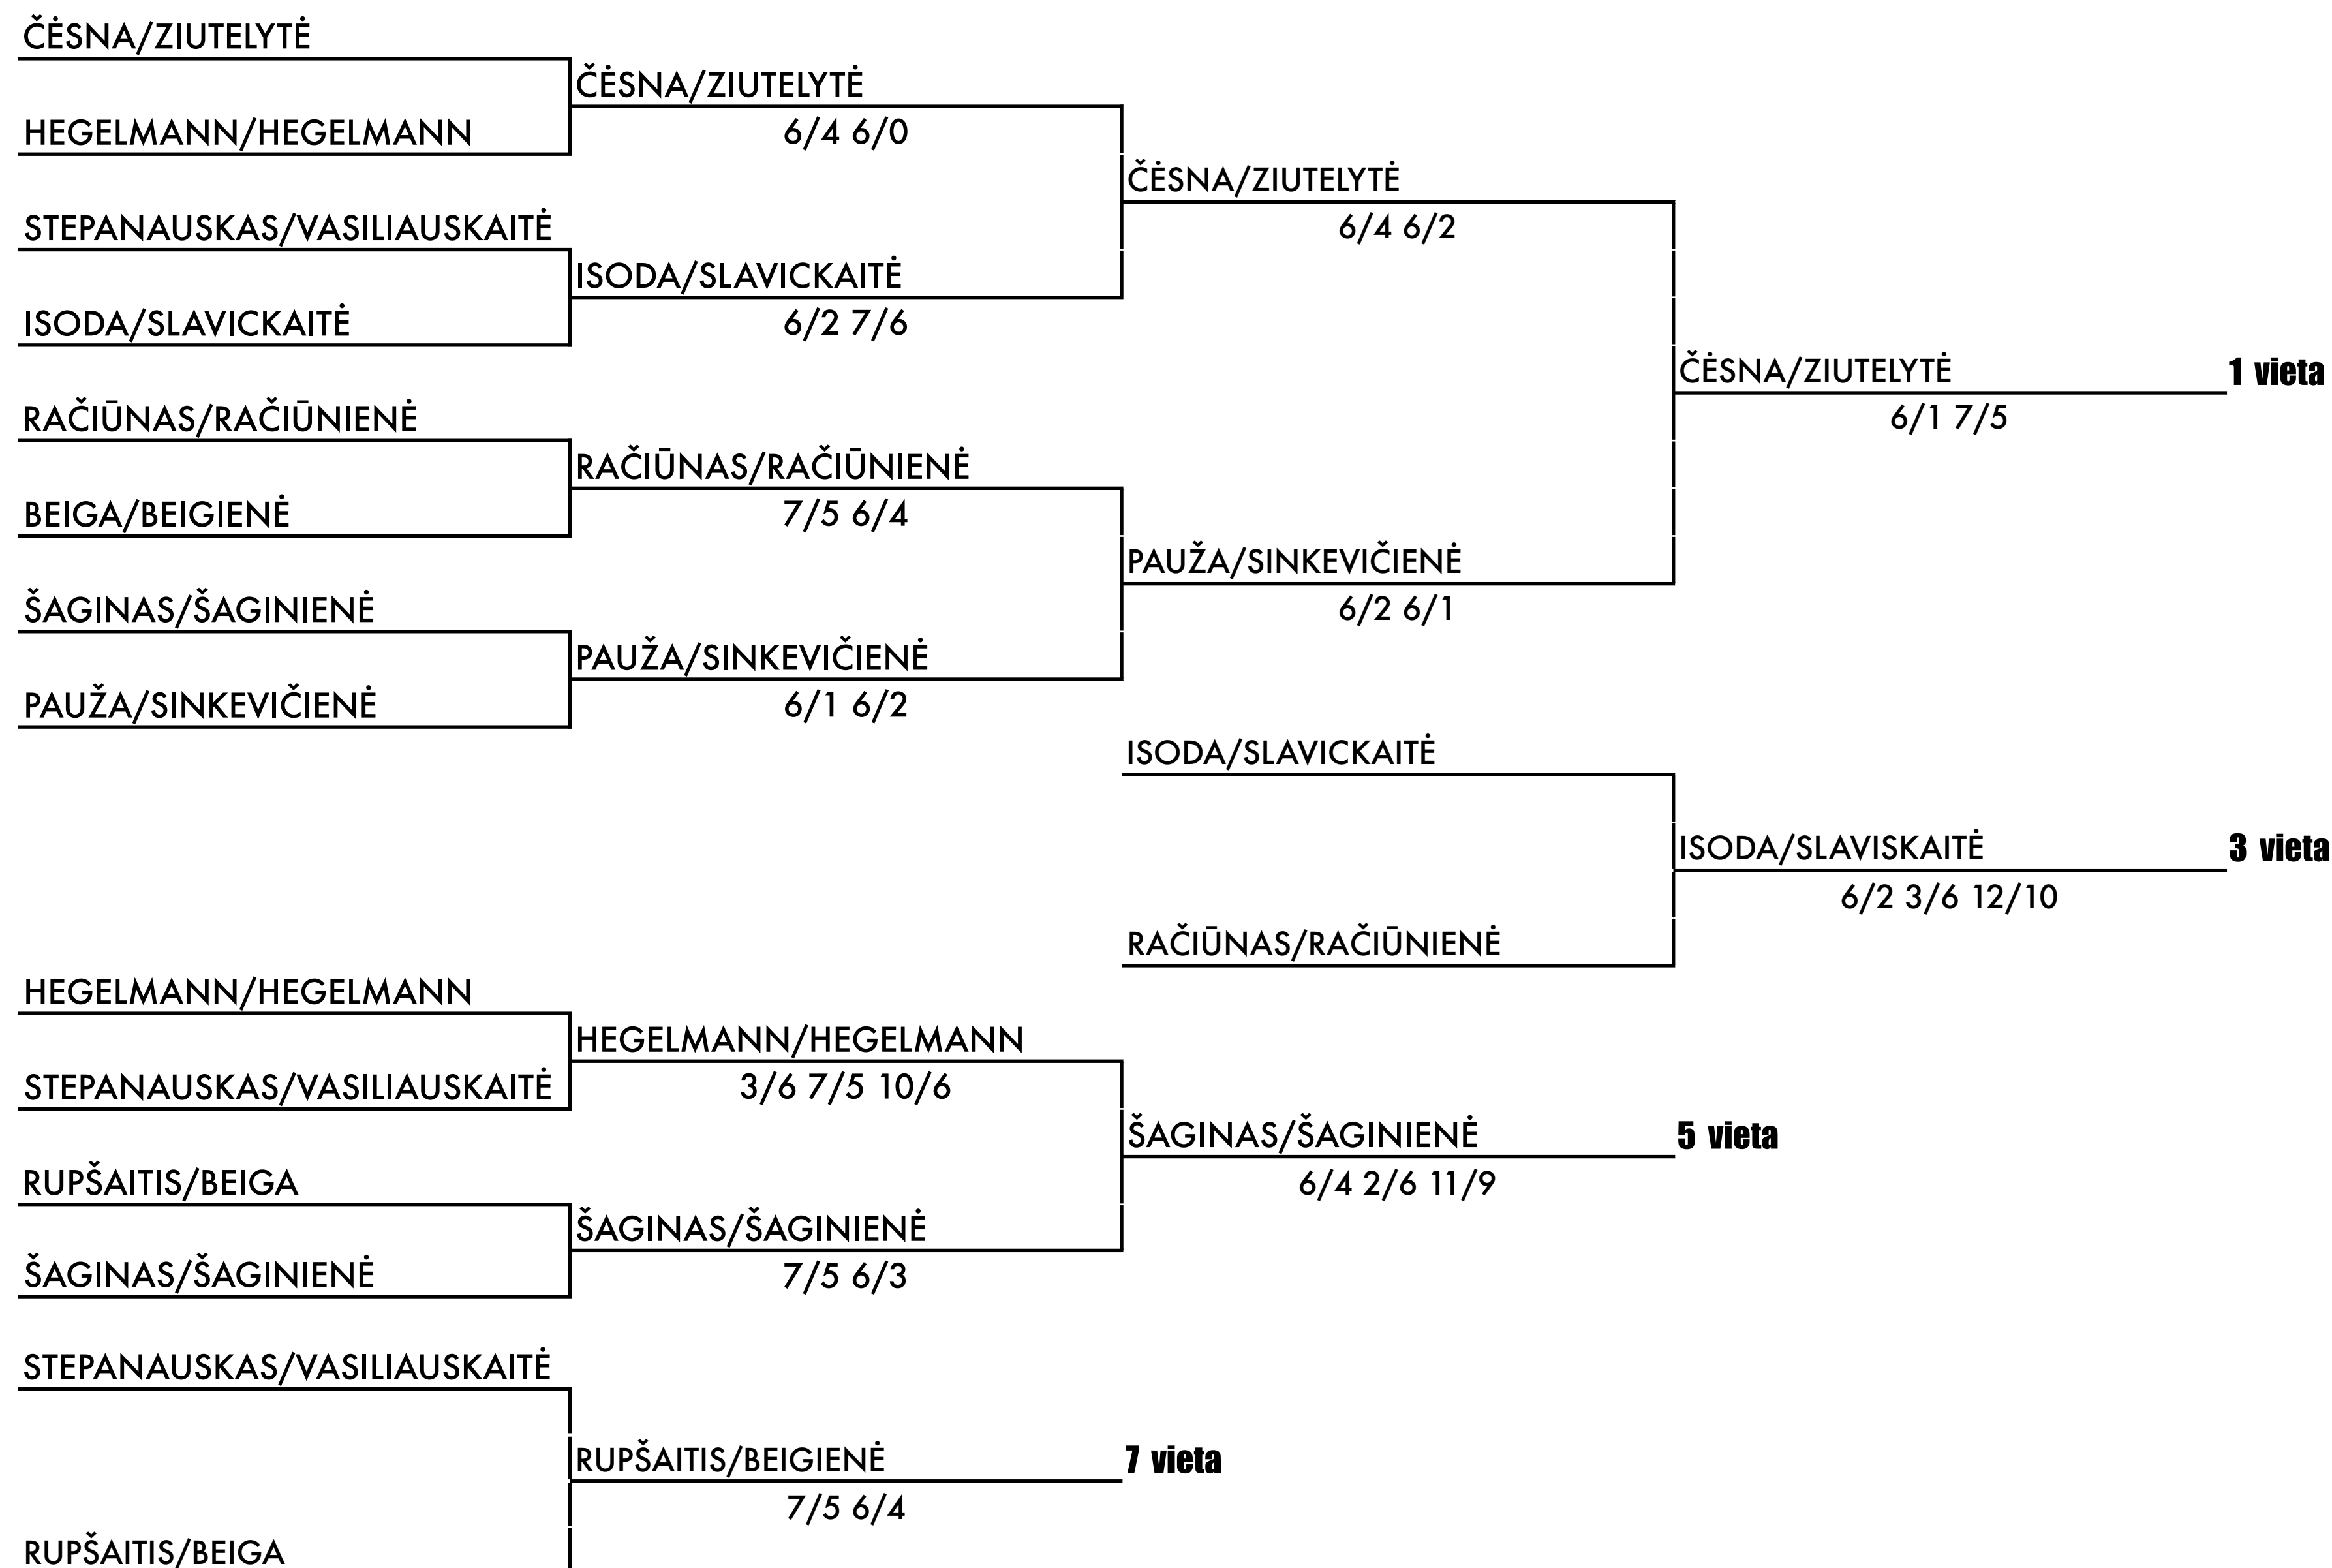 ČĖSNA/ZIUTELYTĖ
ČĖSNA/ZIUTELYTĖ
HEGELMANN/HEGELMANN
6/4 6/0
ČĖSNA/ZIUTELYTĖ
STEPANAUSKAS/VASILIAUSKAITĖ
6/4 6/2
ISODA/SLAVICKAITĖ
ISODA/SLAVICKAITĖ
6/2 7/6
ČĖSNA/ZIUTELYTĖ
1 vieta
RAČIŪNAS/RAČIŪNIENĖ
6/1 7/5
RAČIŪNAS/RAČIŪNIENĖ
BEIGA/BEIGIENĖ
7/5 6/4
PAUŽA/SINKEVIČIENĖ
ŠAGINAS/ŠAGINIENĖ
6/2 6/1
PAUŽA/SINKEVIČIENĖ
PAUŽA/SINKEVIČIENĖ
6/1 6/2
ISODA/SLAVICKAITĖ
ISODA/SLAVISKAITĖ
3 vieta
6/2 3/6 12/10
RAČIŪNAS/RAČIŪNIENĖ
HEGELMANN/HEGELMANN
HEGELMANN/HEGELMANN
STEPANAUSKAS/VASILIAUSKAITĖ
3/6 7/5 10/6
ŠAGINAS/ŠAGINIENĖ
5 vieta
RUPŠAITIS/BEIGA
6/4 2/6 11/9
ŠAGINAS/ŠAGINIENĖ
ŠAGINAS/ŠAGINIENĖ
7/5 6/3
STEPANAUSKAS/VASILIAUSKAITĖ
RUPŠAITIS/BEIGIENĖ
7 vieta
7/5 6/4
RUPŠAITIS/BEIGA